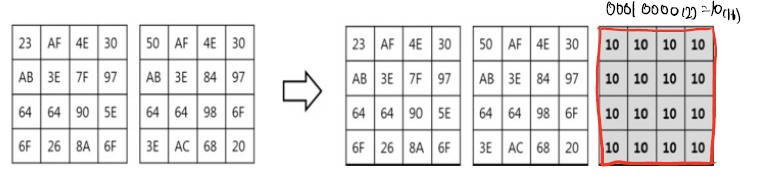 0001 0000(2) = 10(16)
23 AF 4E 30 50 AF 4E 30 23 AF 4E 30 50 AF 4E 30 10 10 10 10
AB 3E 7F 97 AB 3E 84 97 AB 3E 7F 97 AB 3E 84 97 10 10 10 10
64 64 90 5E 64 64 98 6F 64 64 90 5E 64 64 98 6F 10 10 10 10
6F 26 8A 6F 3E AC 68 20 6F 26 8A 6F 3E AC 68 20 10 10 10 10